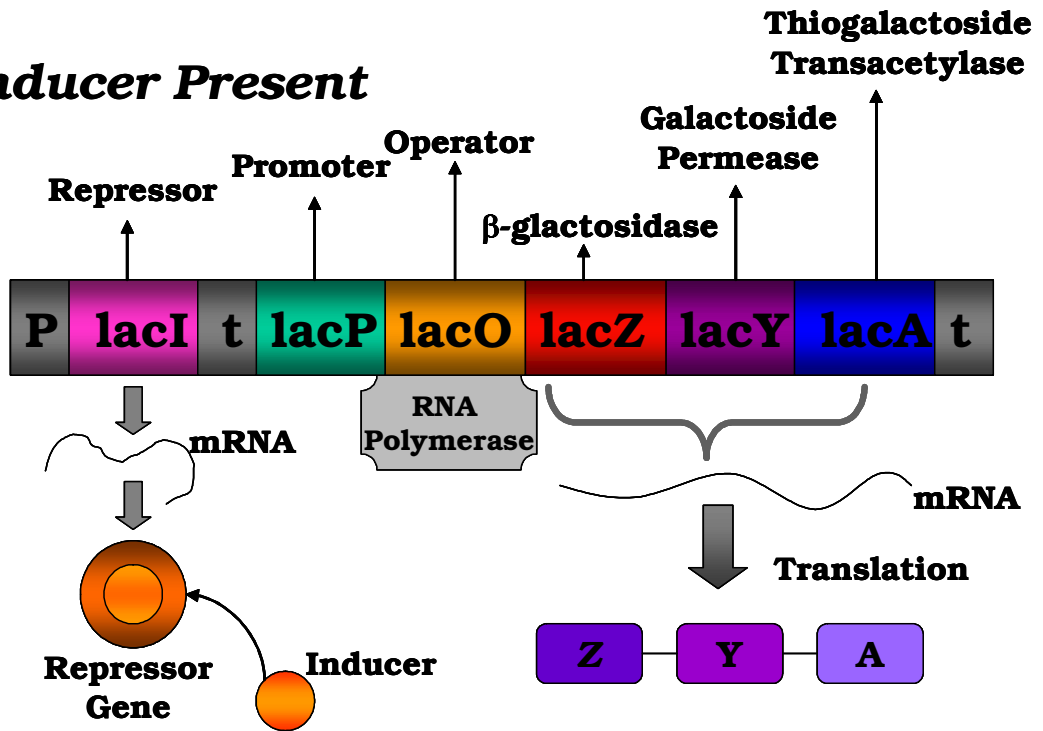 nducer Present
Thiogalactoside
Transacetylase
Galactoside
Permease
Operator
Promoter
Repressor
β-glactosidase
P lacI t lacP lacO lacZ lacY lacA t
RNA
Polymerase
mRNA
mRNA
Translation
Z Y A
Inducer
Repressor
Gene